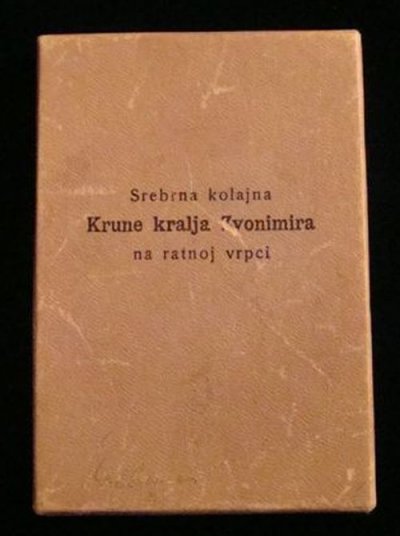 Srebrna kolajna
Krune kralja Zvonimira
na ratnoj vrpci